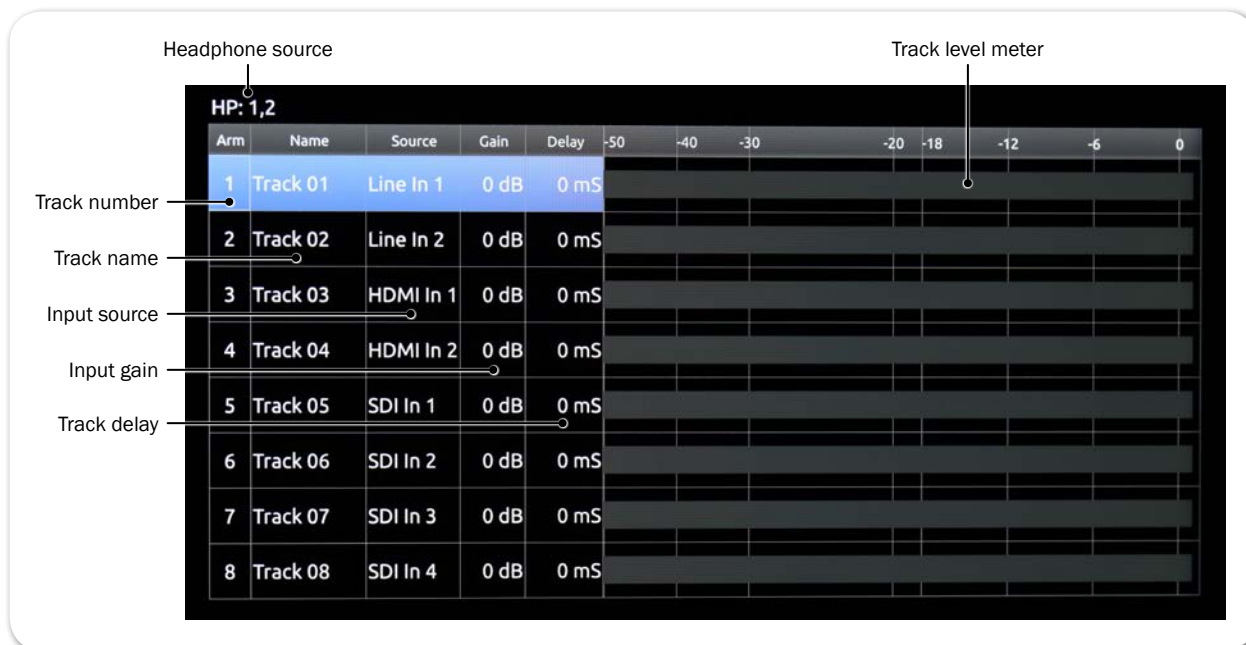 Headphone source Track level meter
HP: 1,2
Arm Name Source Gain Delay -50 -40 -30 -20 -18 -12 -6 0
1 Track 01 Line In 1 0 dB 0 mS
Track number
2 Track 02 Line In 2 0 dB 0 mS
Track name
3 Track 03 HDMI In 1 0 dB 0 mS
Input source
4 Track 04 HDMI In 2 0 dB 0 mS
Input gain
5 Track 05 SDI In 1 0 dB 0 mS
Track delay
6 Track 06 SDI In 2 0 dB 0 mS
7 Track 07 SDI In 3 0 dB 0 mS
8 Track 08 SDI In 4 0 dB 0 mS